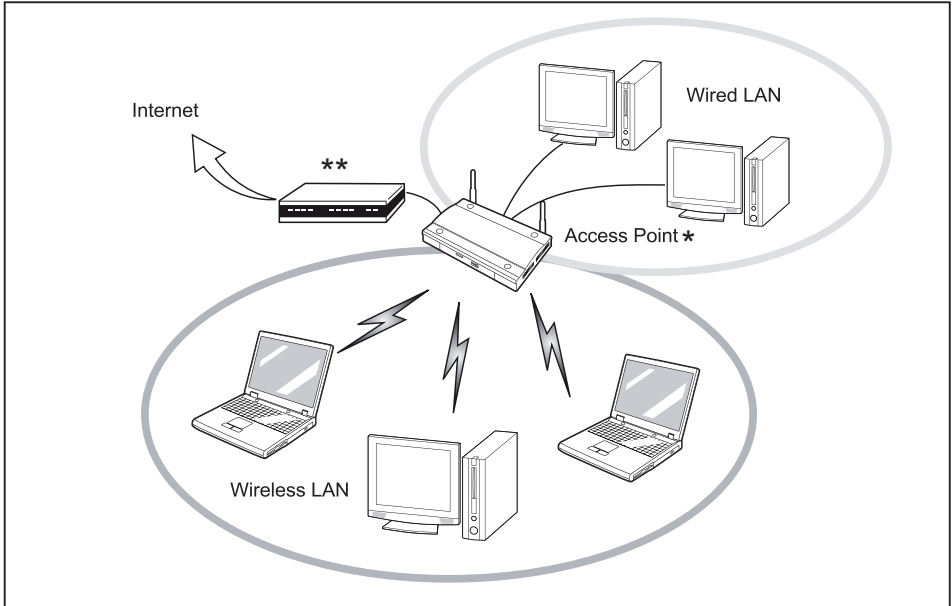 Wired LAN
Internet
**
Access Point *
Wireless LAN